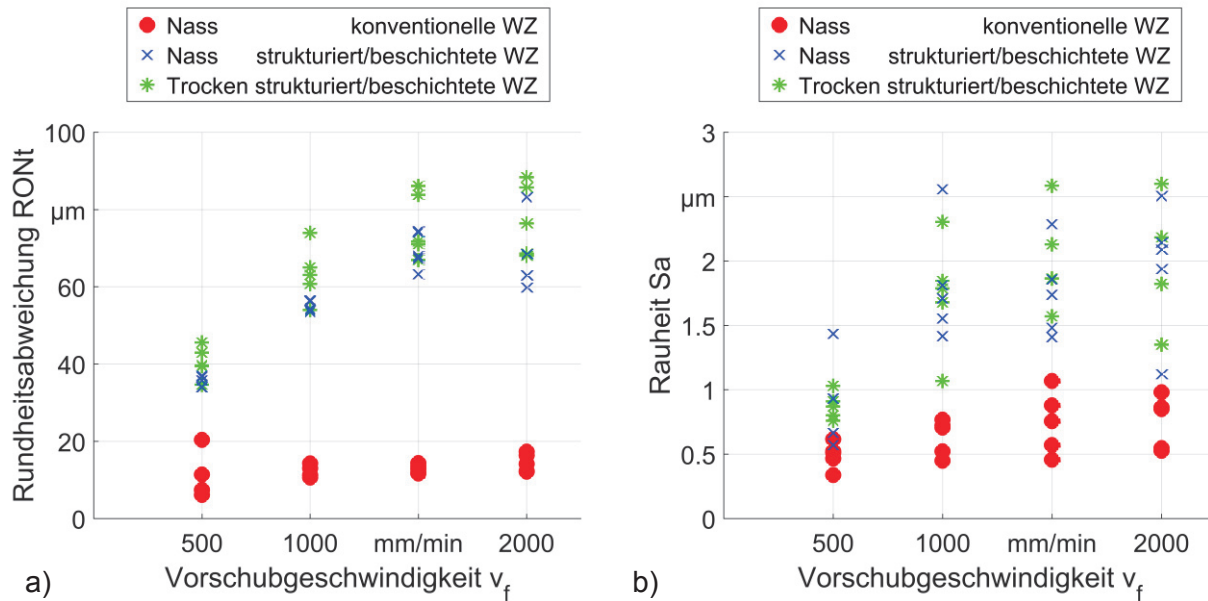 Nass konventionelle WZ
Nass strukturiert/beschichtete WZ
Trocken strukturiert/beschichtete WZ
100
µm
60
40
20
0
Rundheitsabweichung RONt
500 1000 mm/min 2000
Vorschubgeschwindigkeit v_f
a)
Nass konventionelle WZ
Nass strukturiert/beschichtete WZ
Trocken strukturiert/beschichtete WZ
3
µm
2
1.5
1
0.5
0
Rauheit Sa
500 1000 mm/min 2000
Vorschubgeschwindigkeit v_f
b)